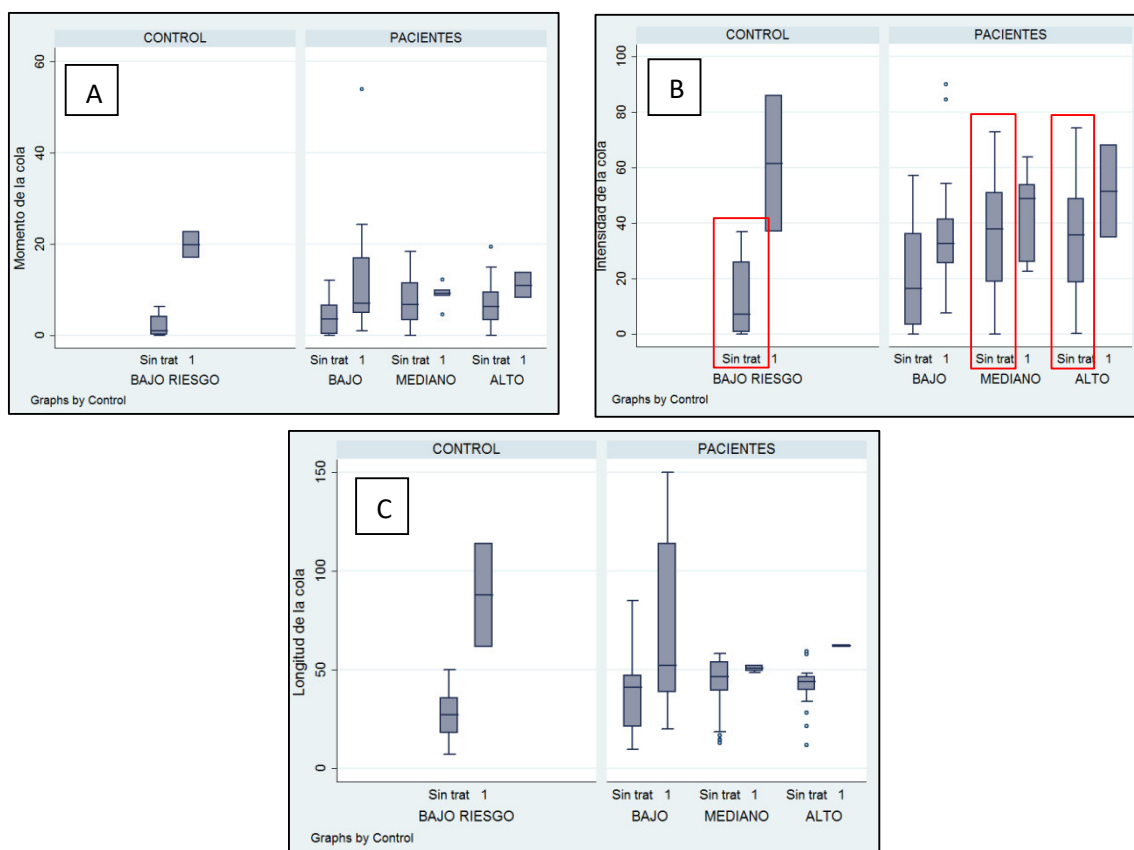 CONTROL PACIENTES
A
Momento de la cola
60
40
20
0
Sin trat 1 Sin trat 1 Sin trat 1 Sin trat 1
BAJO RIESGO BAJO MEDIANO ALTO
Graphs by Control
CONTROL PACIENTES
B
Intensidad de la cola
100
80
60
40
20
0
Sin trat 1 Sin trat 1 Sin trat 1 Sin trat 1
BAJO RIESGO BAJO MEDIANO ALTO
Graphs by Control
CONTROL PACIENTES
C
Longitud de la cola
150
100
50
0
Sin trat 1 Sin trat 1 Sin trat 1 Sin trat 1
BAJO RIESGO BAJO MEDIANO ALTO
Graphs by Control